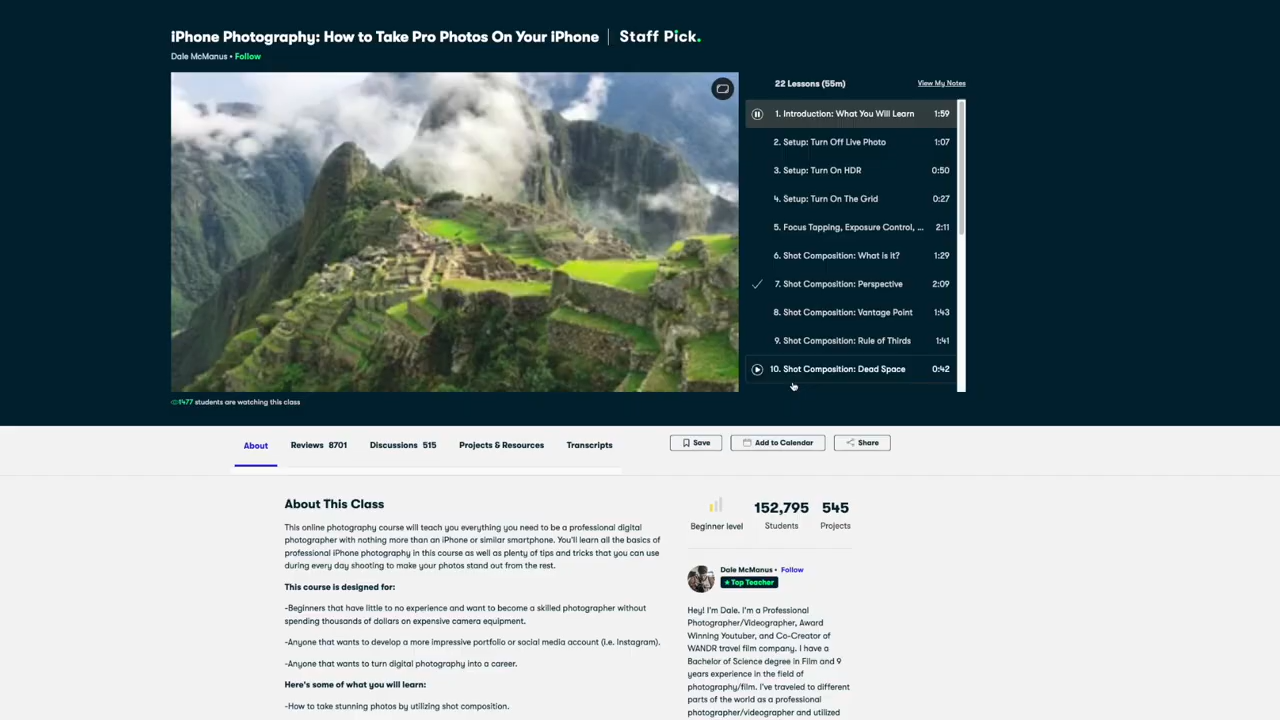 iPhone Photography: How to Take Pro Photos On Your iPhone | Staff Pick.
Dale McManus • Follow
22 Lessons (55m)
View My Notes
1. Introduction: What You Will Learn 1:59
2. Setup: Turn Off Live Photo 1:07
3. Setup: Turn On HDR 0:50
4. Setup: Turn On The Grid 0:27
5. Focus Tapping, Exposure Control, ... 2:11
6. Shot Composition: What is it? 1:29
7. Shot Composition: Perspective 2:09
8. Shot Composition: Vantage Point 1:43
9. Shot Composition: Rule of Thirds 1:41
10. Shot Composition: Dead Space 0:42
1477 students are watching this class
About
Reviews 8701
Discussions 515
Projects & Resources
Transcripts
Save
Add to Calendar
Share
About This Class
This online photography course will teach you everything you need to be a professional digital
photographer with nothing more than an iPhone or similar smartphone. You'll learn all the basics of
professional iPhone photography in this course as well as plenty of tips and tricks that you can use
during every day shooting to make your photos stand out from the rest.
This course is designed for:
-Beginners that have little to no experience and want to become a skilled photographer without
spending thousands of dollars on expensive camera equipment.
-Anyone that wants to develop a more impressive portfolio or social media account (i.e. Instagram).
-Anyone that wants to turn digital photography into a career.
Here's some of what you will learn:
-How to take stunning photos by utilizing shot composition.
Beginner level
152,795
Students
545
Projects
Dale McManus • Follow
Top Teacher
Hey! I'm Dale. I'm a Professional
Photographer/Videographer, Award
Winning Youtuber, and Co-Creator of
WANDR travel film company. I have a
Bachelor of Science degree in Film and 9
years experience in the field of
photography/film. I've traveled to different
parts of the world as a professional
photographer/videographer and utilized